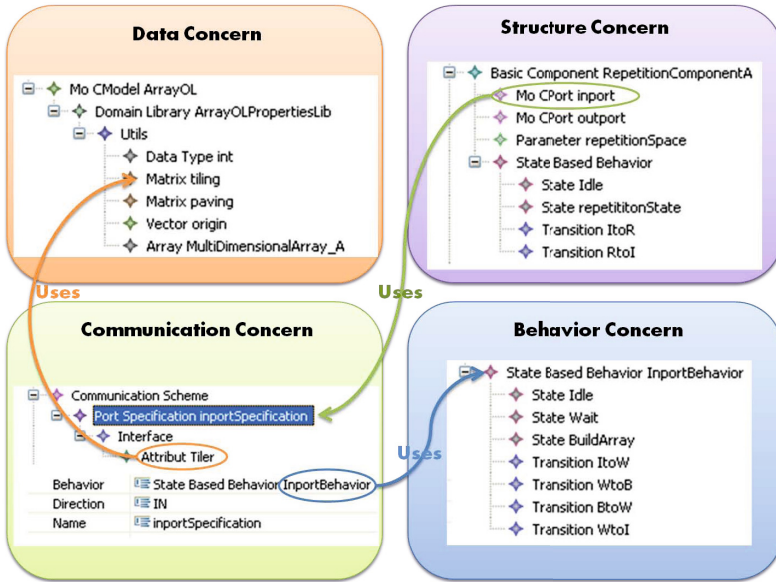 Data Concern
Mo CModel ArrayOL
Domain Library ArrayOLPropertiesLib
Utils
Data Type int
Matrix tiling
Matrix paving
Vector origin
Array MultiDimensionalArray_A
Structure Concern
Basic Component RepetitionComponentA
Mo CPort inport
Mo CPort outport
Parameter repetitionSpace
State Based Behavior
State Idle
State repetititonState
Transition ItoR
Transition RtoI
Uses
Uses
Communication Concern
Communication Scheme
Port Specification inportSpecification
Interface
Attribut Tiler
Behavior State Based Behavior InportBehavior
Direction IN
Name inportSpecification
Uses
Behavior Concern
State Based Behavior InportBehavior
State Idle
State Wait
State BuildArray
Transition ItoW
Transition WtoB
Transition BtoW
Transition WtoI